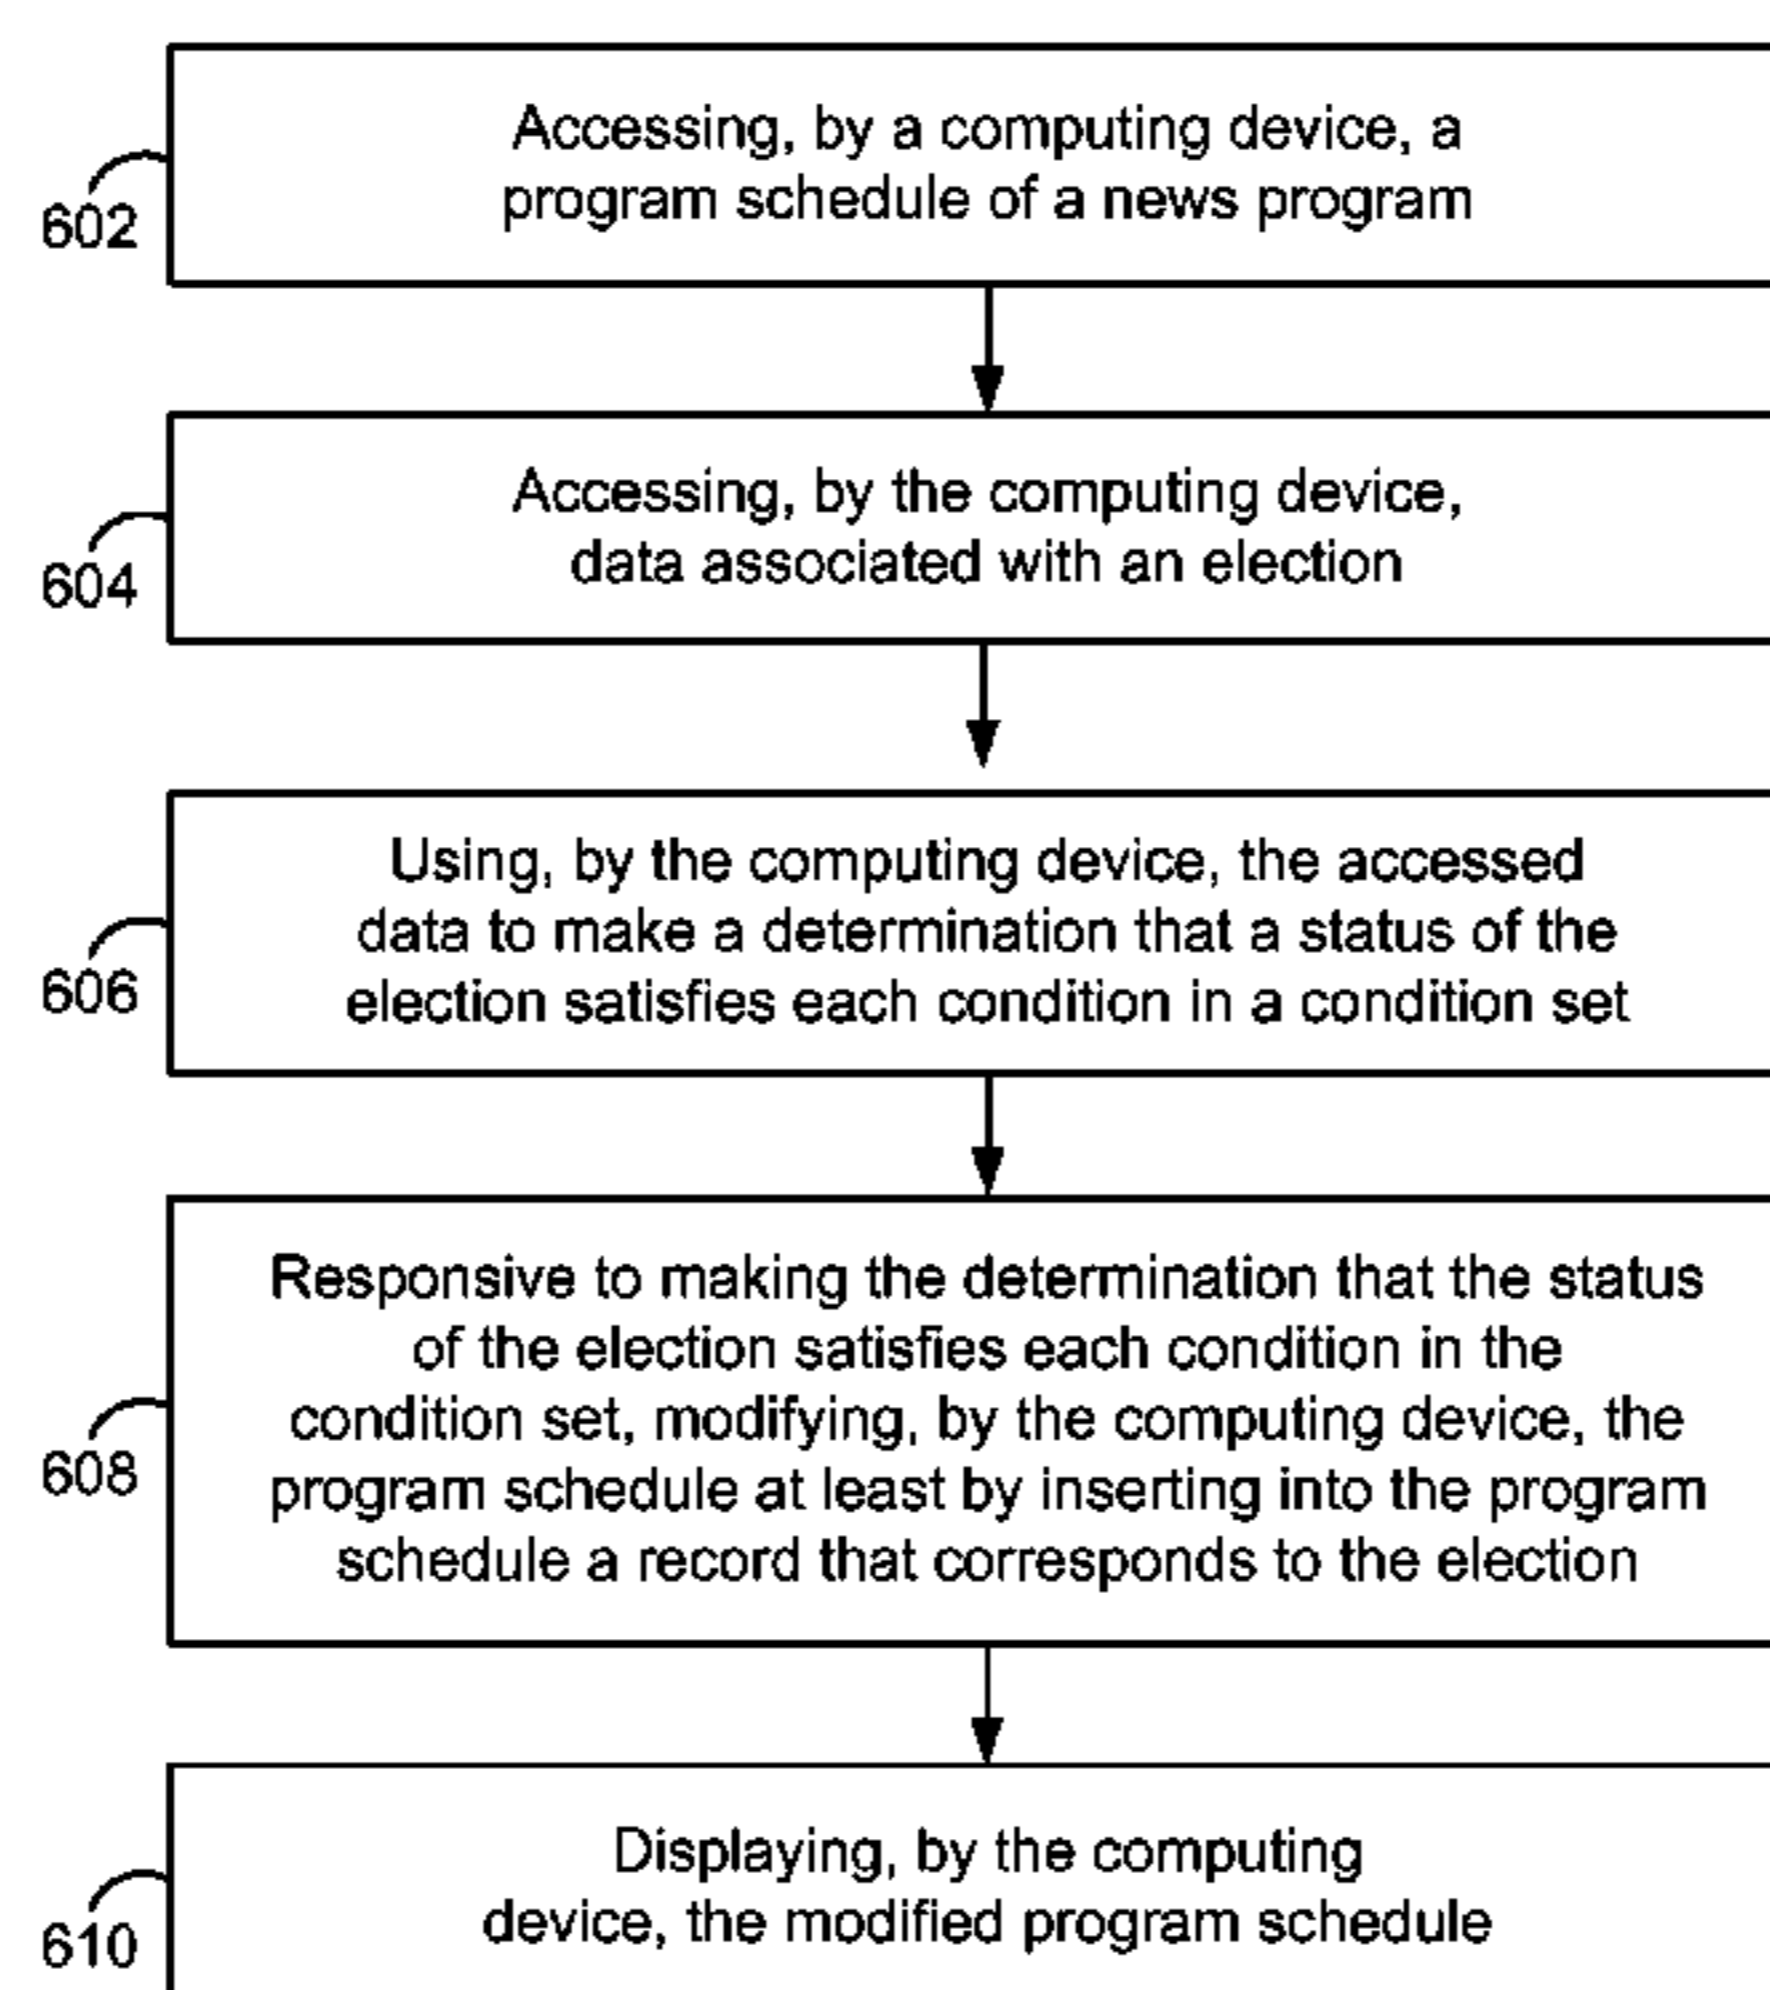 Accessing, by a computing device, a
program schedule of a news program
602
Accessing, by the computing device,
data associated with an election
604
Using, by the computing device, the accessed
data to make a determination that a status of the
election satisfies each condition in a condition set
606
Responsive to making the determination that the status
of the election satisfies each condition in the
condition set, modifying, by the computing device, the
program schedule at least by inserting into the program
schedule a record that corresponds to the election
608
Displaying, by the computing
device, the modified program schedule
610